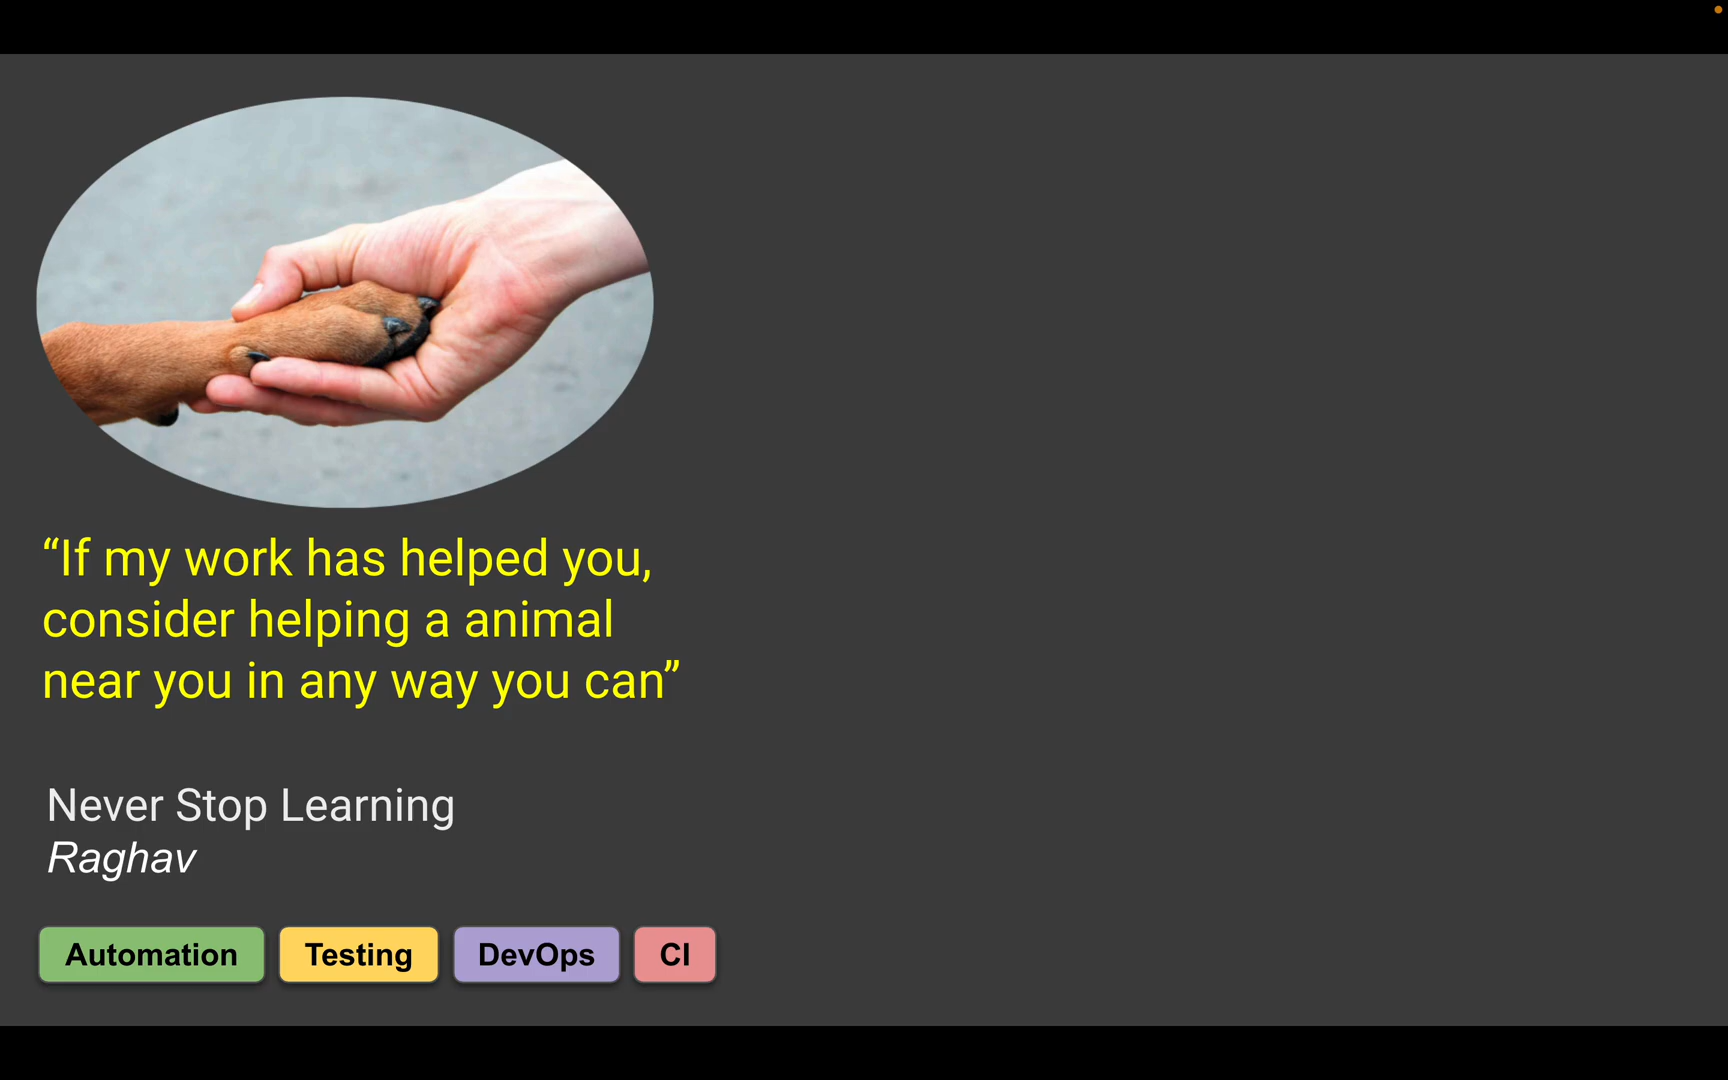 “If my work has helped you,
consider helping a animal
near you in any way you can”
Never Stop Learning
Raghav
Automation Testing DevOps CI